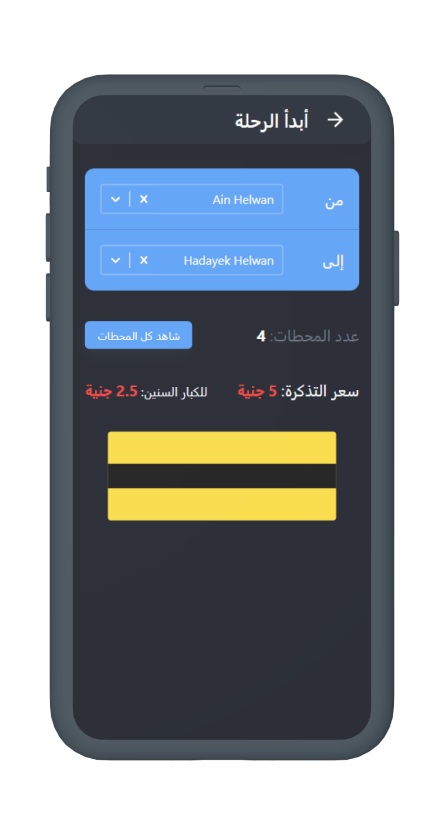 أبدأ الرحلة
من
Ain Helwan
إلى
Hadayek Helwan
عدد المحطات: 4
شاهد كل المحطات
سعر التذكرة: 5 جنية
للكبار السنين: 2.5 جنية